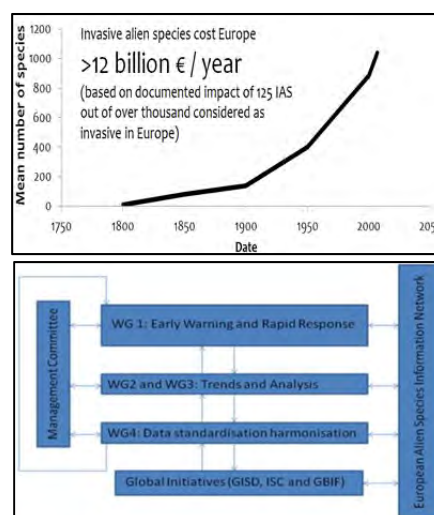 1200
1000
800
600
400
200
0
Mean number of species
Invasive alien species cost Europe
>12 billion € / year
(based on documented impact of 125 IAS
out of over thousand considered as
invasive in Europe)
1750 1800 1850 1900 1950 2000 205
Date
Management Committee
WG 1: Early Warning and Rapid Response
WG2 and WG3: Trends and Analysis
WG4: Data standardisation harmonisation
Global Initiatives (GISD, ISC and GBIF)
European Alien Species Information Network